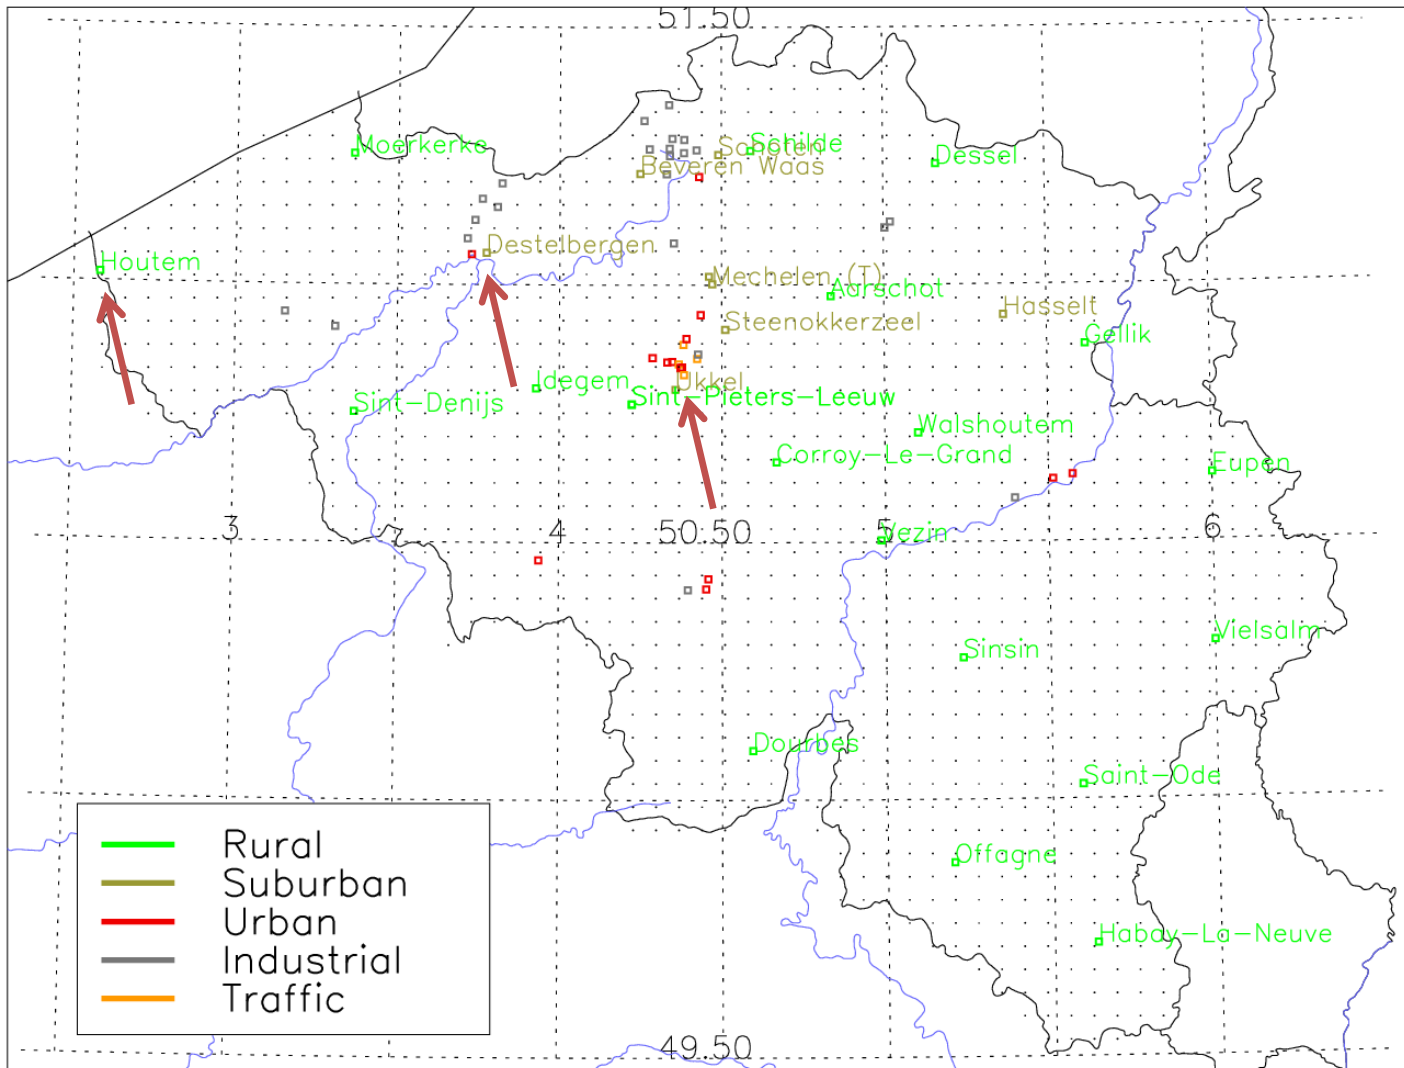 51.50
Moerkerke
Schoten
Schilde
Dessel
Beveren Waas
Destelbergen
Houtem
Mechelen (T)
Aarschot
Hasselt
Steenokkerzeel
Gellik
Idegem
Ukkel
Sint-Denijs
Sint-Pieters-Leeuw
Walshoutem
Corroy-Le-Grand
Eupen
3
4
50.50
5
6
Vezin
Vielsalm
Sinsin
Dourbes
Saint-Ode
Offagne
Habay-La-Neuve
Rural
Suburban
Urban
Industrial
Traffic
49.50